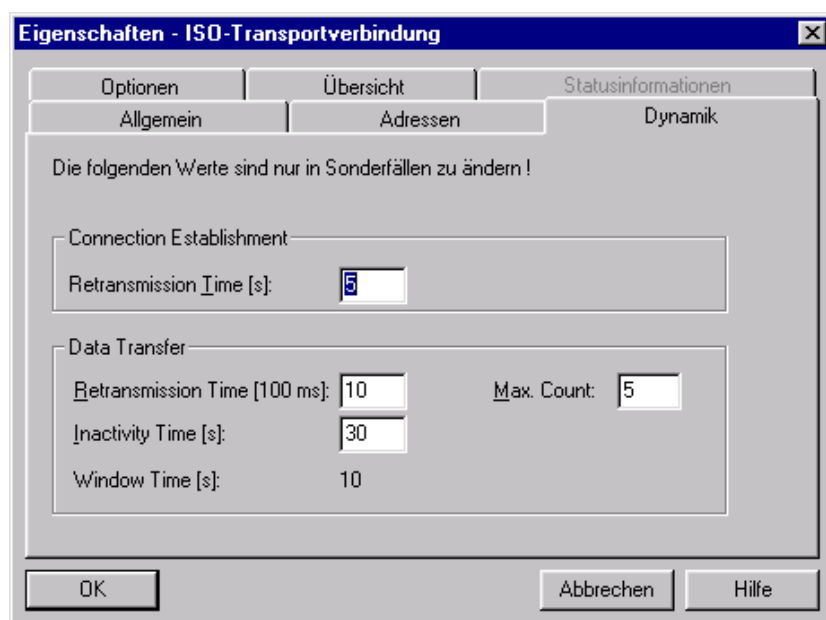 Eigenschaften - ISO-Transportverbindung
Optionen Übersicht Statusinformationen
Allgemein Adressen Dynamik
Die folgenden Werte sind nur in Sonderfällen zu ändern !
Connection Establishment
Retransmission Time [s]: 5
Data Transfer
Retransmission Time [100 ms]: 10 Max. Count: 5
Inactivity Time [s]: 30
Window Time [s]: 10
OK Abbrechen Hilfe